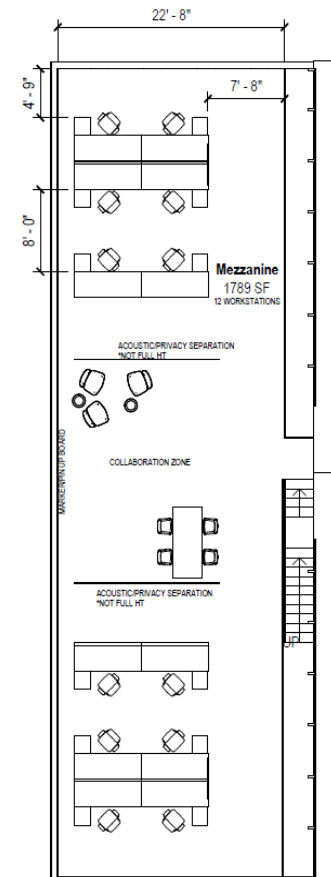 22' - 8"
4' - 9"
7' - 8"
8' - 0"
Mezzanine
1789 SF
12 WORKSTATIONS
ACOUSTIC/PRIVACY SEPARATION
*NOT FULL HT
MARKER/PIN UP BOARD
COLLABORATION ZONE
ACOUSTIC/PRIVACY SEPARATION
*NOT FULL HT
UP